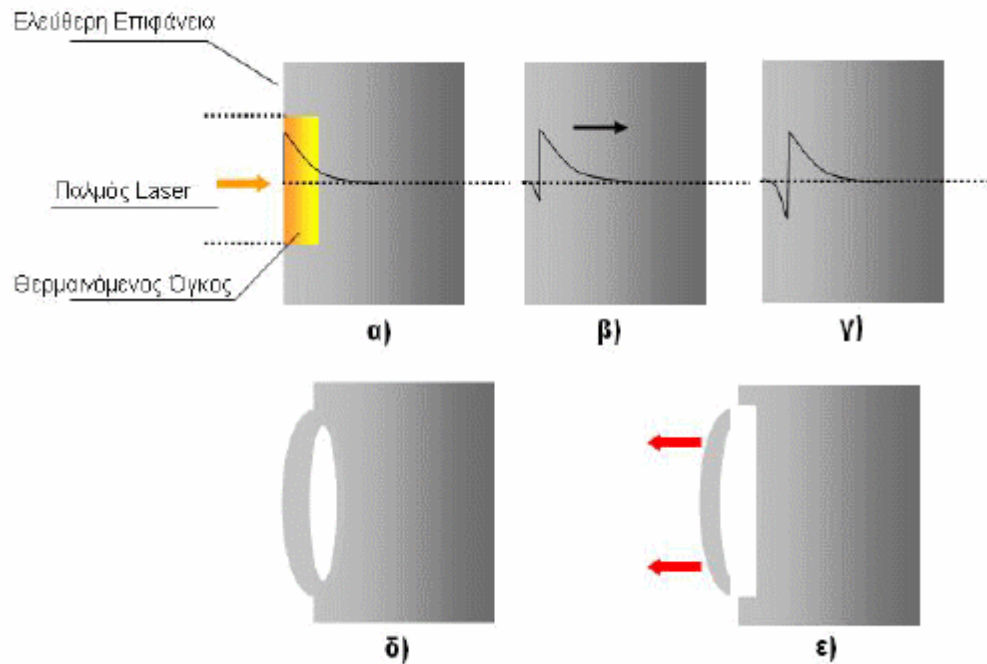 Ελεύθερη Επιφάνεια
Παλμός Laser
Θερμαινόμενος Όγκος
α)
β)
γ)
δ)
ε)